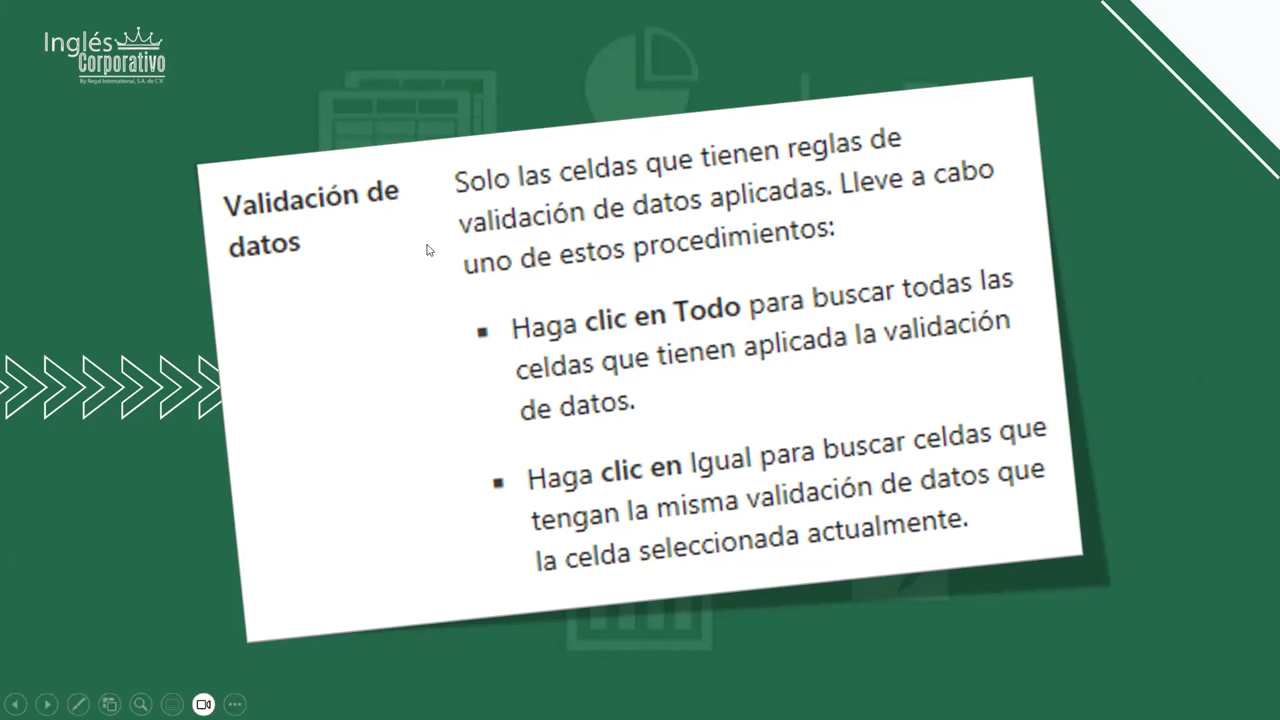 Inglés
Corporativo
By Regal International, S.A. de C.V.
Validación de
datos
Solo las celdas que tienen reglas de
validación de datos aplicadas. Lleve a cabo
uno de estos procedimientos:
▪ Haga clic en Todo para buscar todas las
celdas que tienen aplicada la validación
de datos.
▪ Haga clic en Igual para buscar celdas que
tengan la misma validación de datos que
la celda seleccionada actualmente.